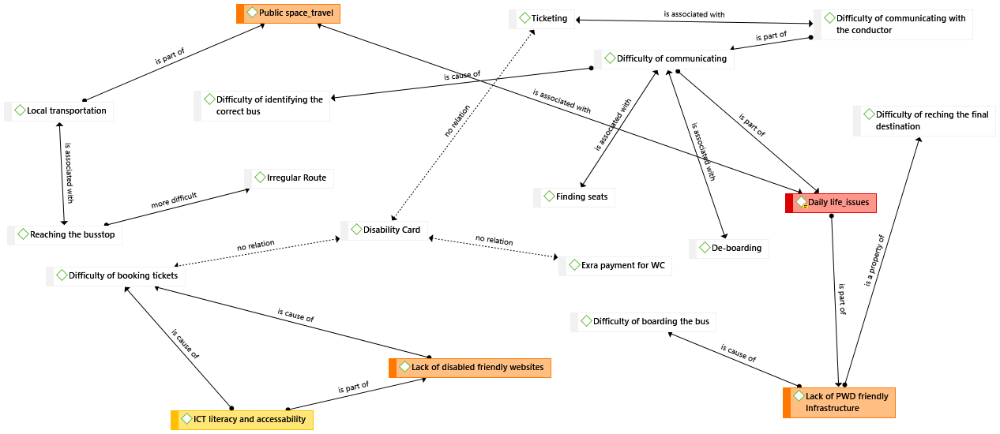 Public space_travel
Ticketing
is associated with
Difficulty of communicating with
the conductor
is part of
is part of
Difficulty of communicating
is cause of
Difficulty of identifying the
correct bus
is associated with
Local transportation
no relation
is associated with
is associated with
is part of
Difficulty of reching the final
destination
is associated with
Irregular Route
more difficult
Finding seats
Daily life_issues
Reaching the busstop
Disability Card
no relation
no relation
De-boarding
Exra payment for WC
is a property of
Difficulty of booking tickets
is part of
is cause of
Difficulty of boarding the bus
is cause of
is cause of
Lack of disabled friendly websites
is part of
Lack of PWD friendly
Infrastructure
ICT literacy and accessability